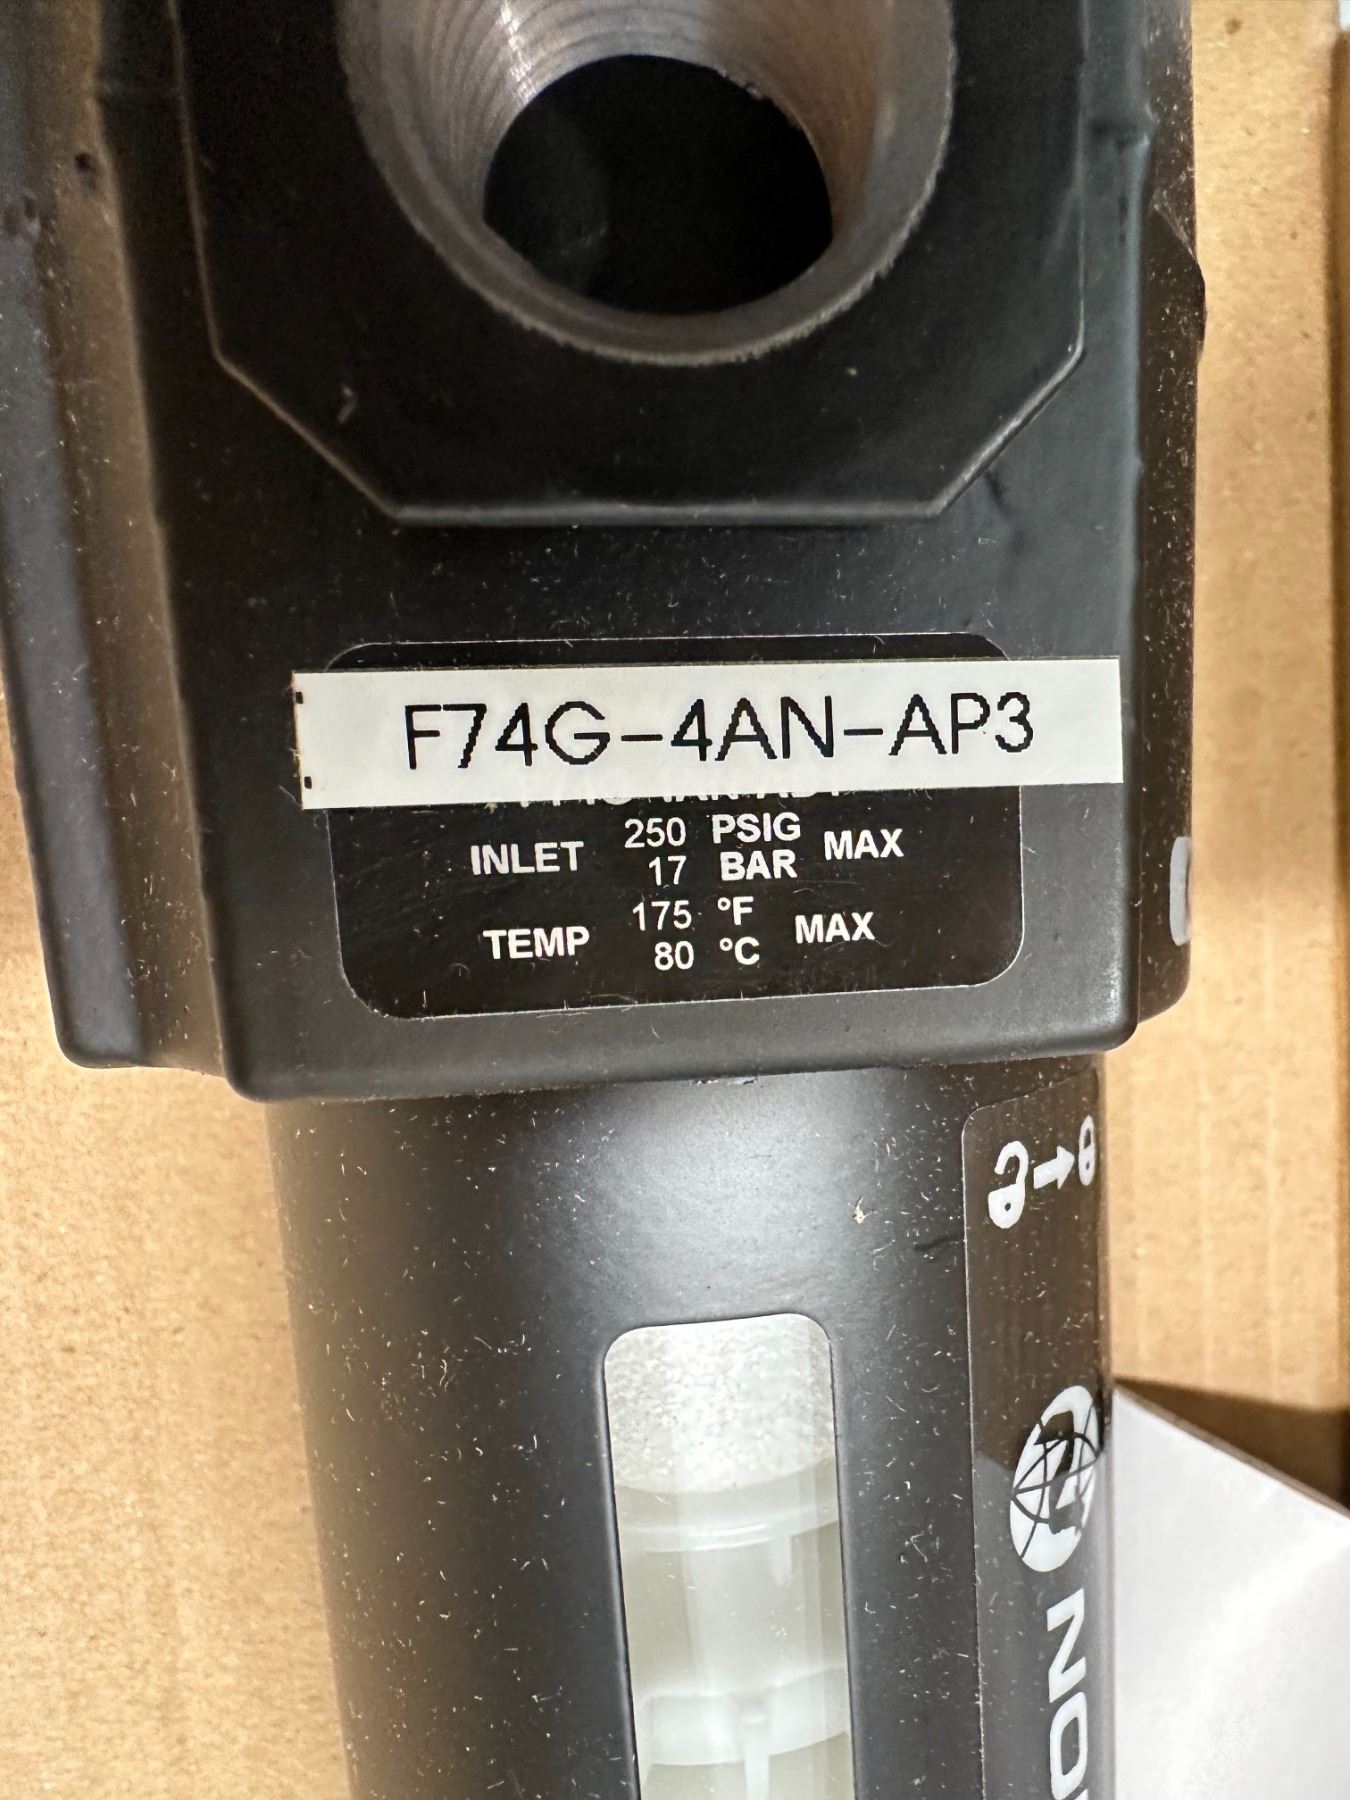 F74G-4AN-AP3
INLET 250 PSIG MAX
17 BAR
TEMP 175 °F MAX
80 °C